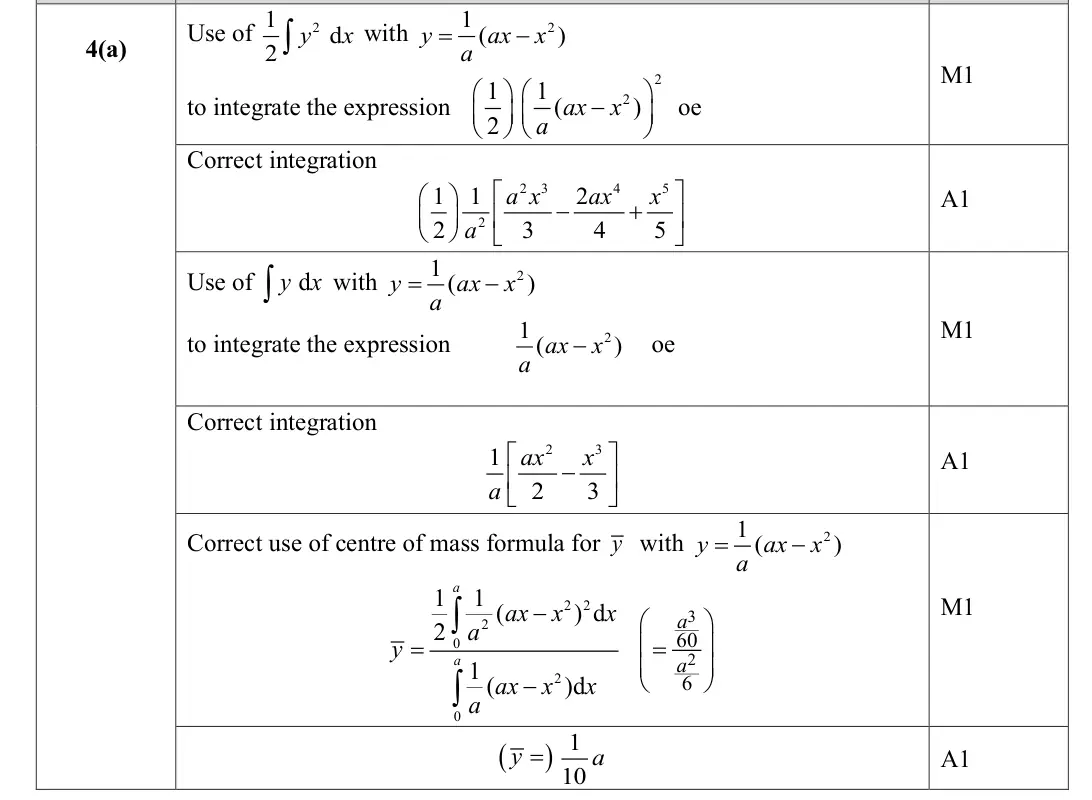 4(a)
Use of 1/2 ∫ y² dx with y = 1/a (ax − x²)
to integrate the expression (1/2)(1/a (ax − x²))² oe
M1
Correct integration
(1/2) 1/a² [a²x³/3 − 2ax⁴/4 + x⁵/5]
A1
Use of ∫ y dx with y = 1/a (ax − x²)
to integrate the expression 1/a (ax − x²) oe
M1
Correct integration
1/a [ax²/2 − x³/3]
A1
Correct use of centre of mass formula for y̅ with y = 1/a (ax − x²)
y̅ = (1/2 ∫₀ᵃ 1/a² (ax − x²)² dx) / (∫₀ᵃ 1/a (ax − x²)dx) (= (a³/60) / (a²/6))
M1
(y̅ =) 1/10 a
A1